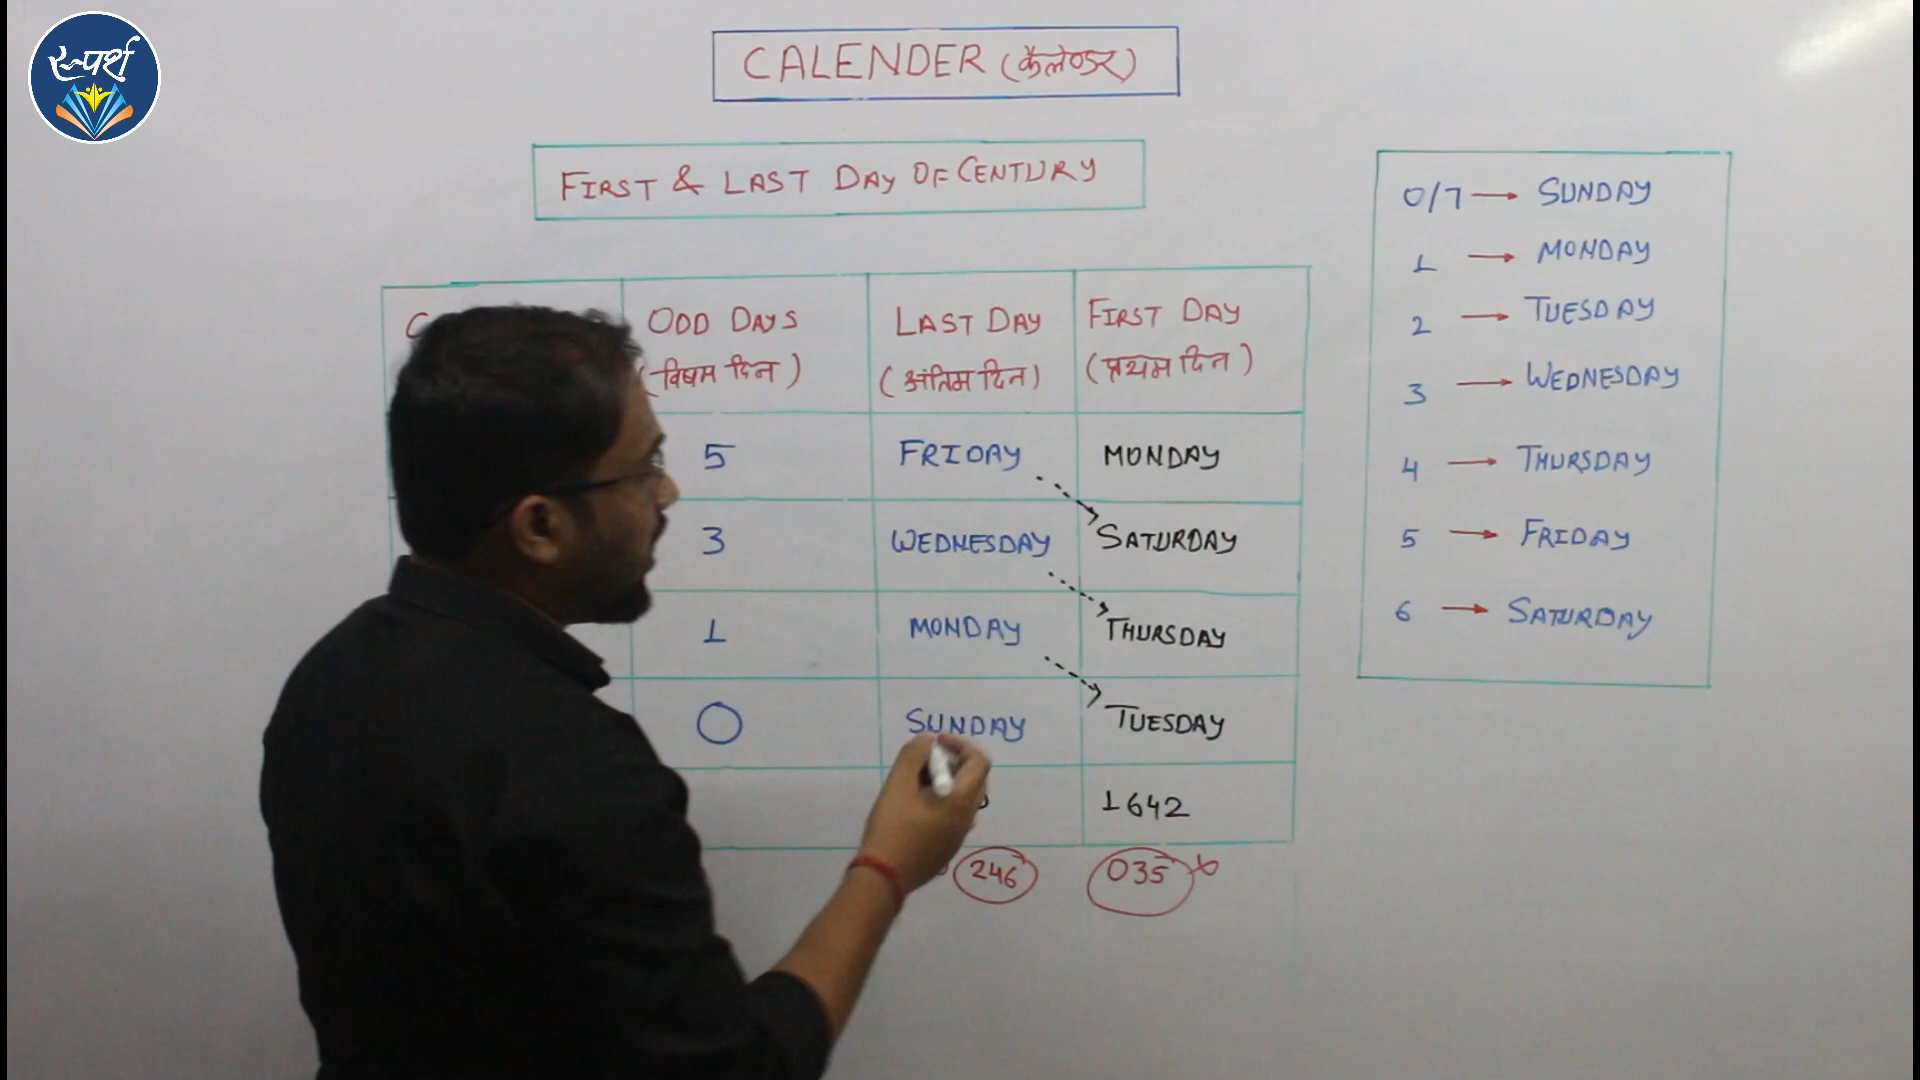 स्पर्श
CALENDER (कैलेण्डर)
FIRST & LAST DAY OF CENTURY
ODD DAYS
(विषम दिन)
LAST DAY
(अंतिम दिन)
FIRST DAY
(प्रथम दिन)
5
FRIDAY
MONDAY
3
WEDNESDAY
SATURDAY
1
MONDAY
THURSDAY
0
SUNDAY
TUESDAY
1642
246
035
0/7 → SUNDAY
1 → MONDAY
2 → TUESDAY
3 → WEDNESDAY
4 → THURSDAY
5 → FRIDAY
6 → SATURDAY